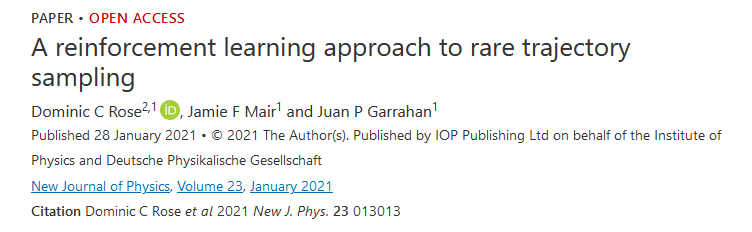 PAPER • OPEN ACCESS
A reinforcement learning approach to rare trajectory
sampling
Dominic C Rose2,1 iD, Jamie F Mair1 and Juan P Garrahan1
Published 28 January 2021 • © 2021 The Author(s). Published by IOP Publishing Ltd on behalf of the Institute of
Physics and Deutsche Physikalische Gesellschaft
New Journal of Physics, Volume 23, January 2021
Citation Dominic C Rose et al 2021 New J. Phys. 23 013013